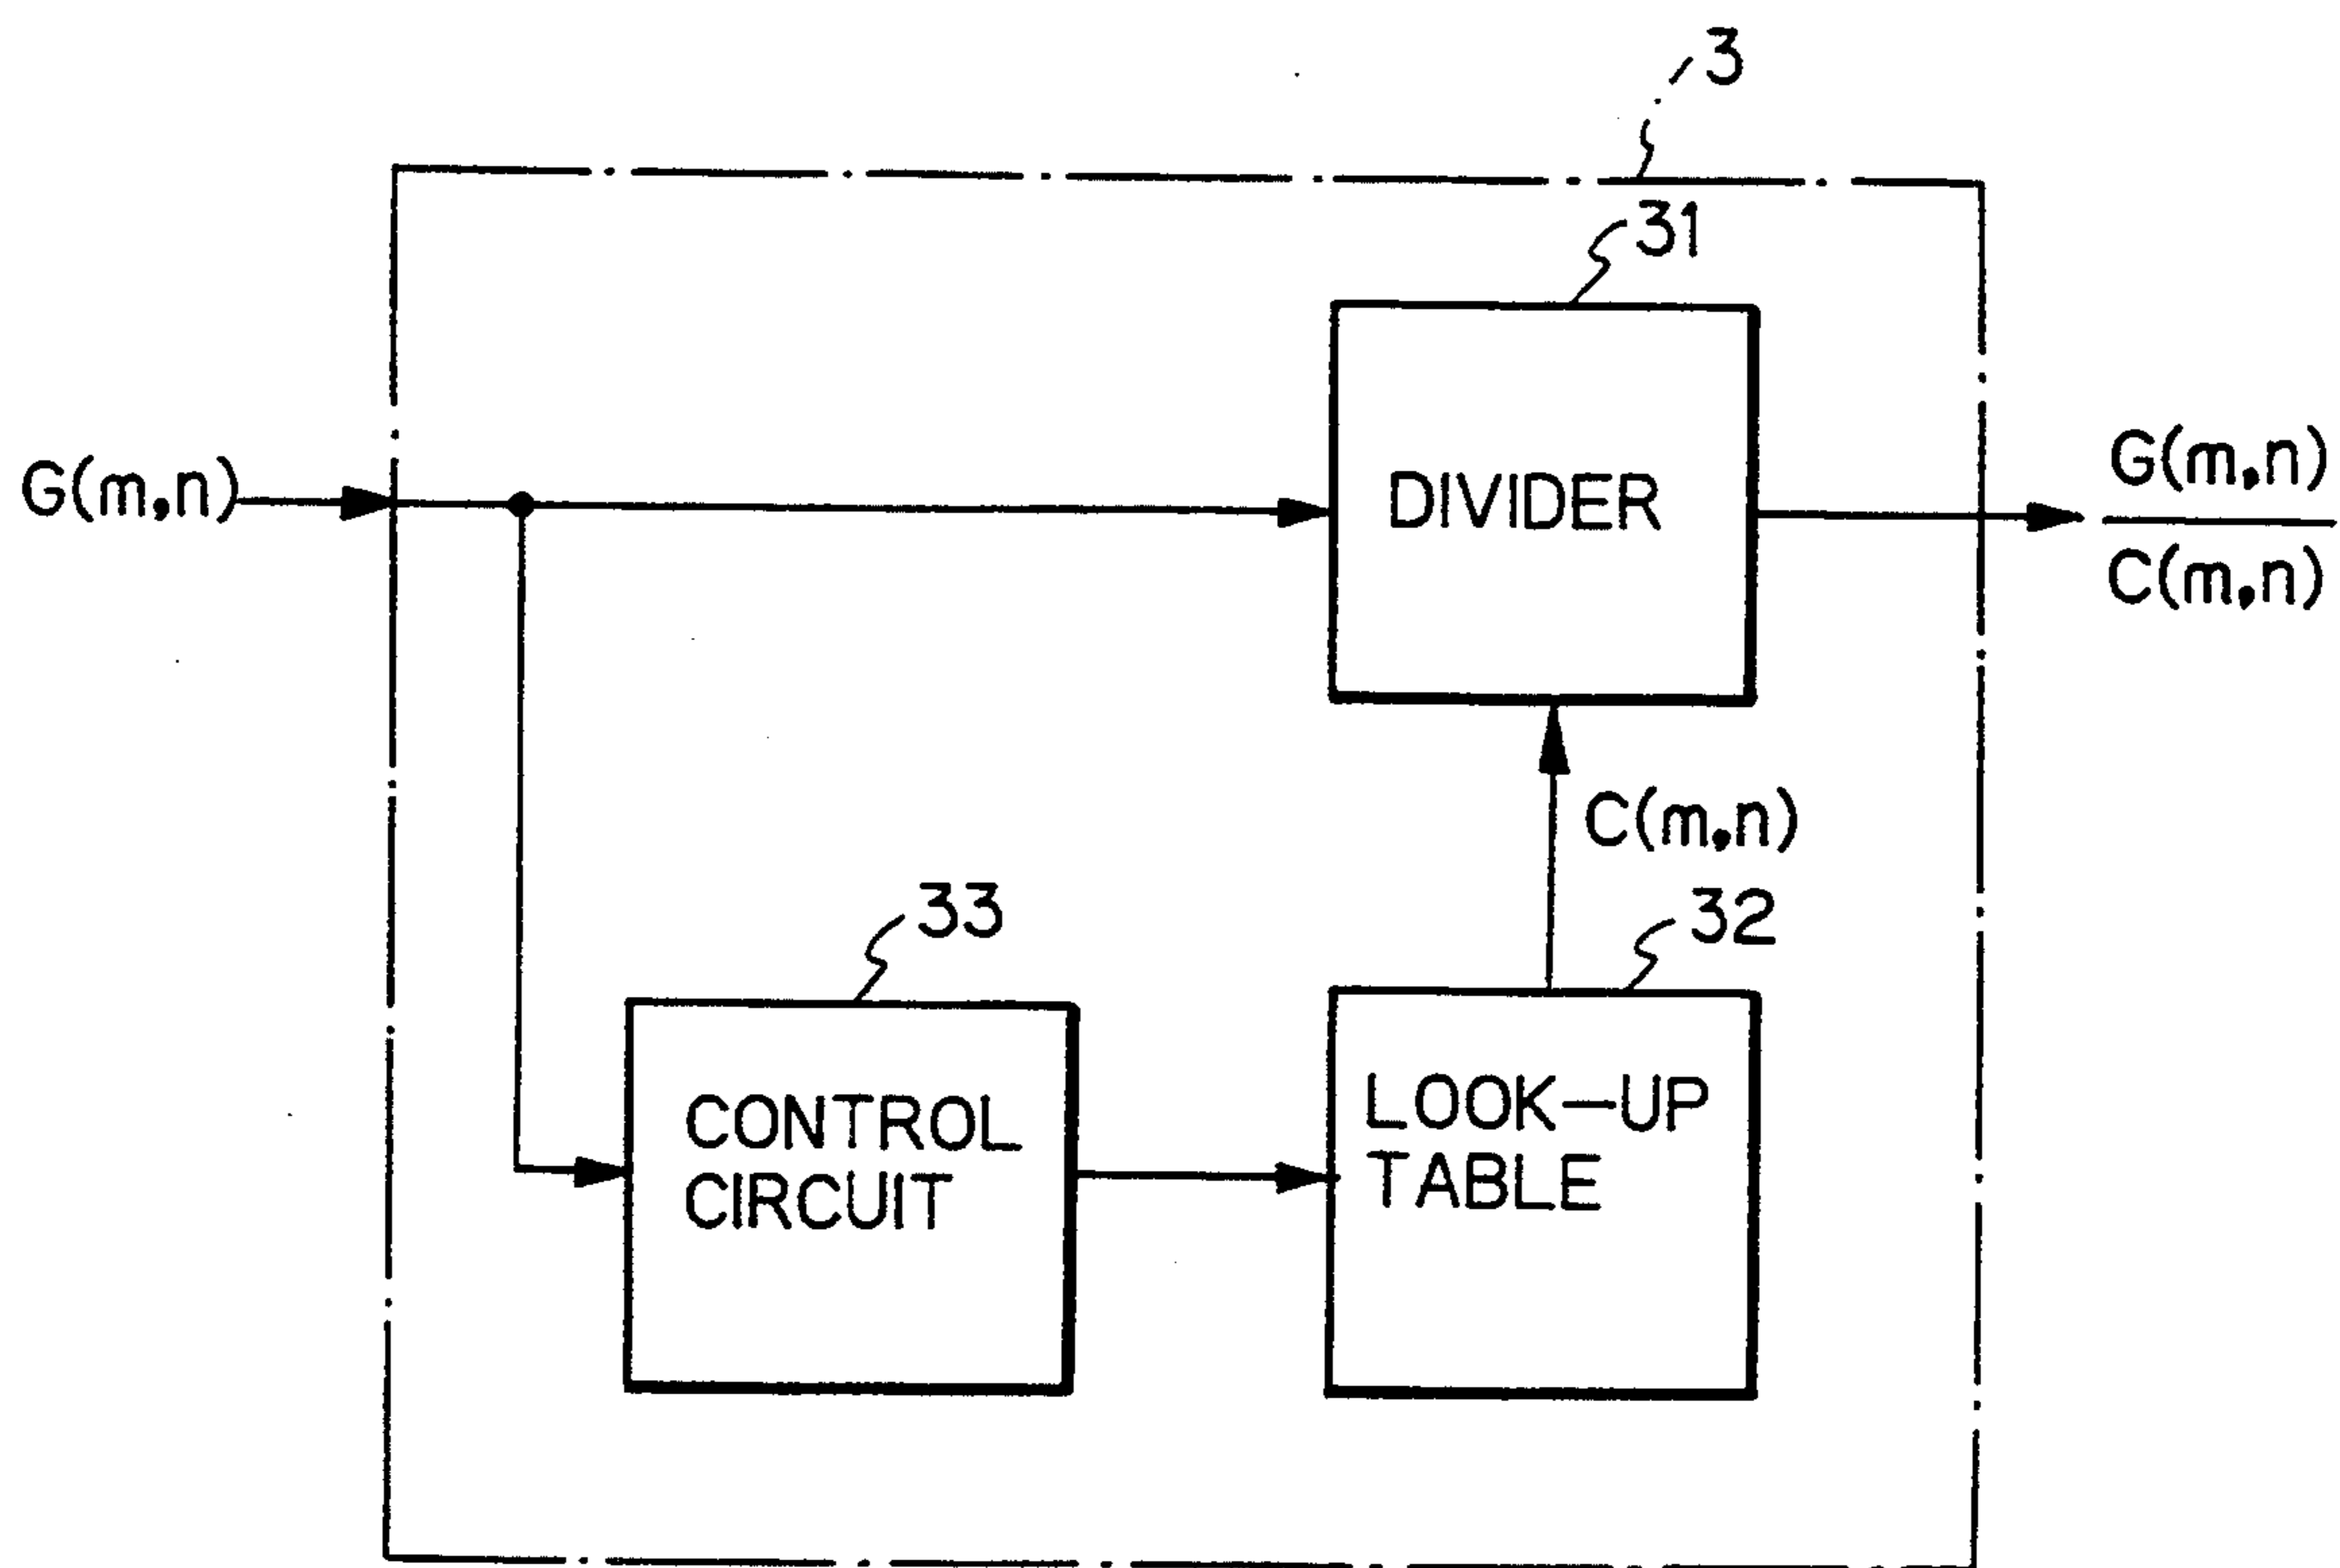 3
31
G(m,n)
DIVIDER
G(m,n)
C(m,n)
C(m,n)
33
32
CONTROL
CIRCUIT
LOOK-UP
TABLE